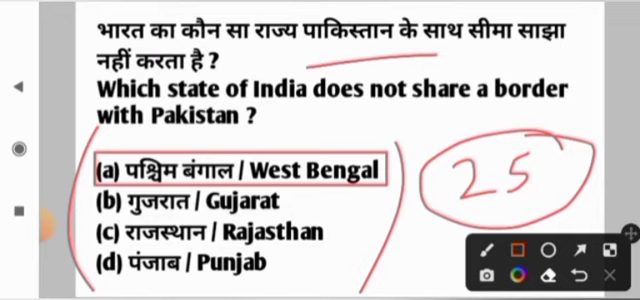 भारत का कौन सा राज्य पाकिस्तान के साथ सीमा साझा
नहीं करता है ?
Which state of India does not share a border
with Pakistan ?
(a) पश्चिम बंगाल / West Bengal
(b) गुजरात / Gujarat
(c) राजस्थान / Rajasthan
(d) पंजाब / Punjab
25